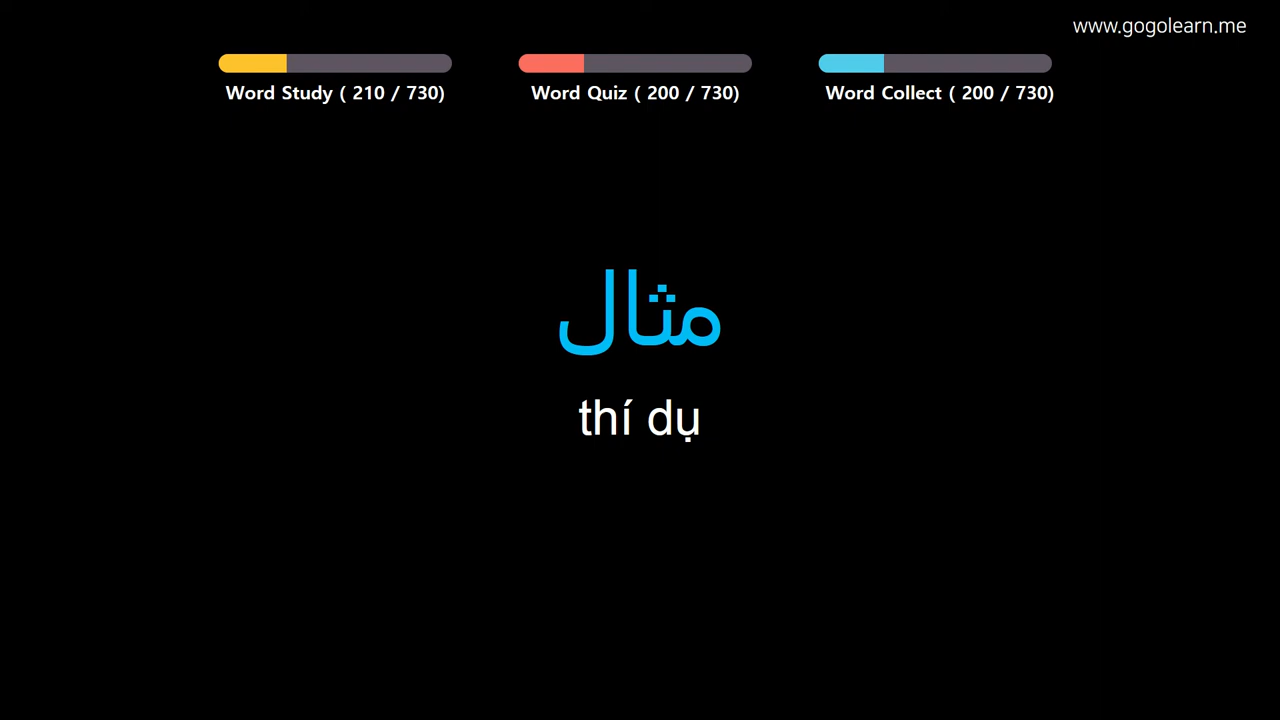 www.gogolearn.me
Word Study ( 210 / 730)
Word Quiz ( 200 / 730)
Word Collect ( 200 / 730)
مثال
thí dụ